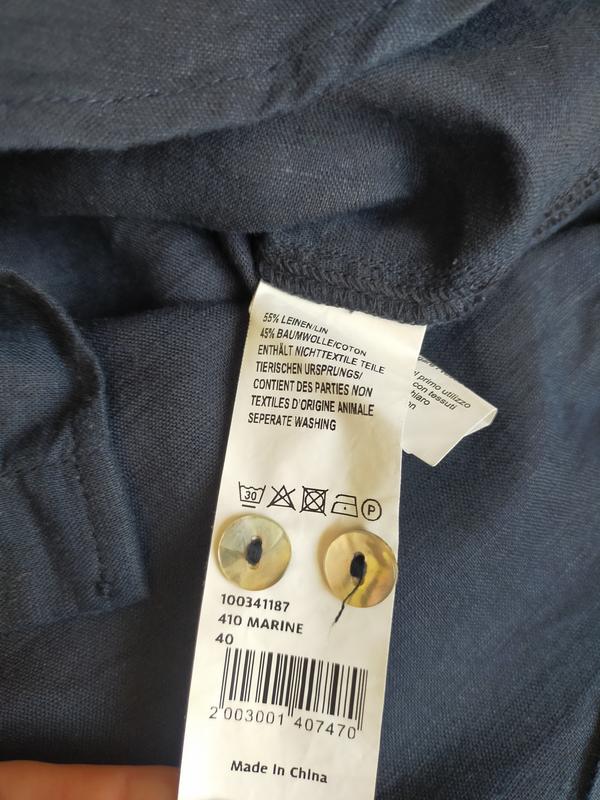 55% LEINEN/LIN
45% BAUMWOLLE/COTON
ENTHÄLT NICHTTEXTILE TEILE
TIERISCHEN URSPRUNGS/
CONTIENT DES PARTIES NON
TEXTILES D'ORIGINE ANIMALE
SEPERATE WASHING
30
P
100341187
410 MARINE
40
2 003001 407470
Made in China
primo utilizzo
con tessuti